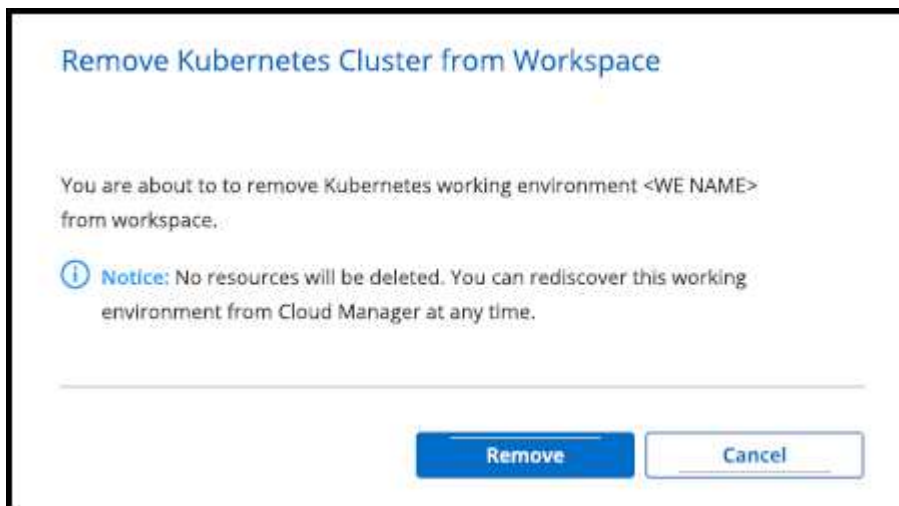 Remove Kubernetes Cluster from Workspace
You are about to to remove Kubernetes working environment <WE NAME>
from workspace.
Notice: No resources will be deleted. You can rediscover this working
environment from Cloud Manager at any time.
Remove
Cancel